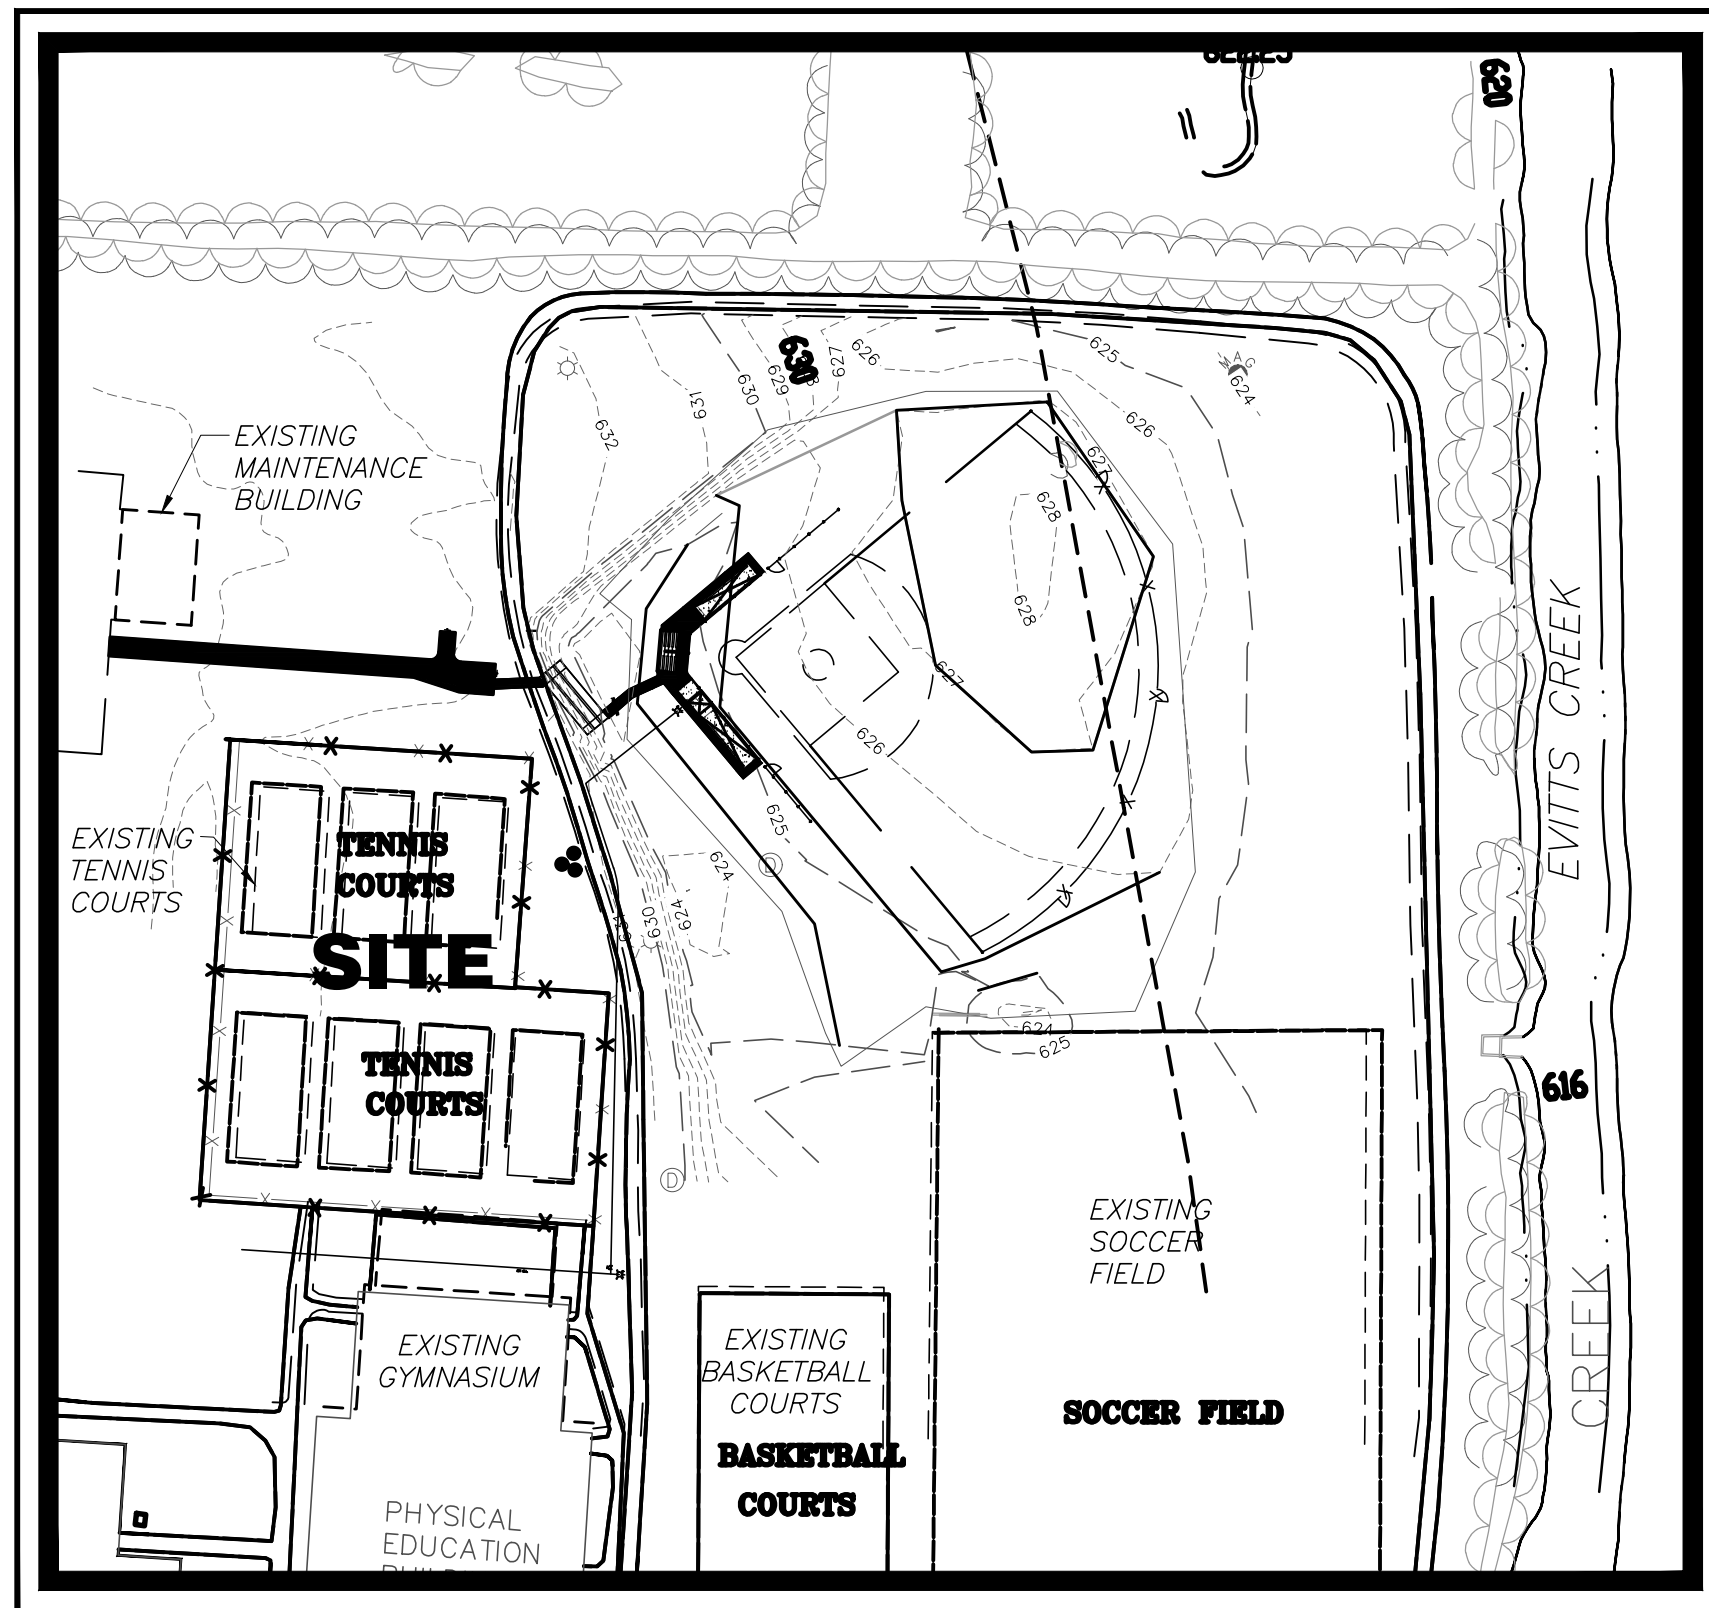 620
630
627
626
625
MAG
624
629
630
631
632
626
627
EXISTING
MAINTENANCE
BUILDING
628
628
EVITTS CREEK
627
626
625
624
EXISTING
TENNIS
COURTS
TENNIS
COURTS
SITE
630
624
624
625
TENNIS
COURTS
616
D
D
EXISTING
SOCCER
FIELD
CREEK
EXISTING
GYMNASIUM
EXISTING
BASKETBALL
COURTS
SOCCER FIELD
BASKETBALL
COURTS
PHYSICAL
EDUCATION